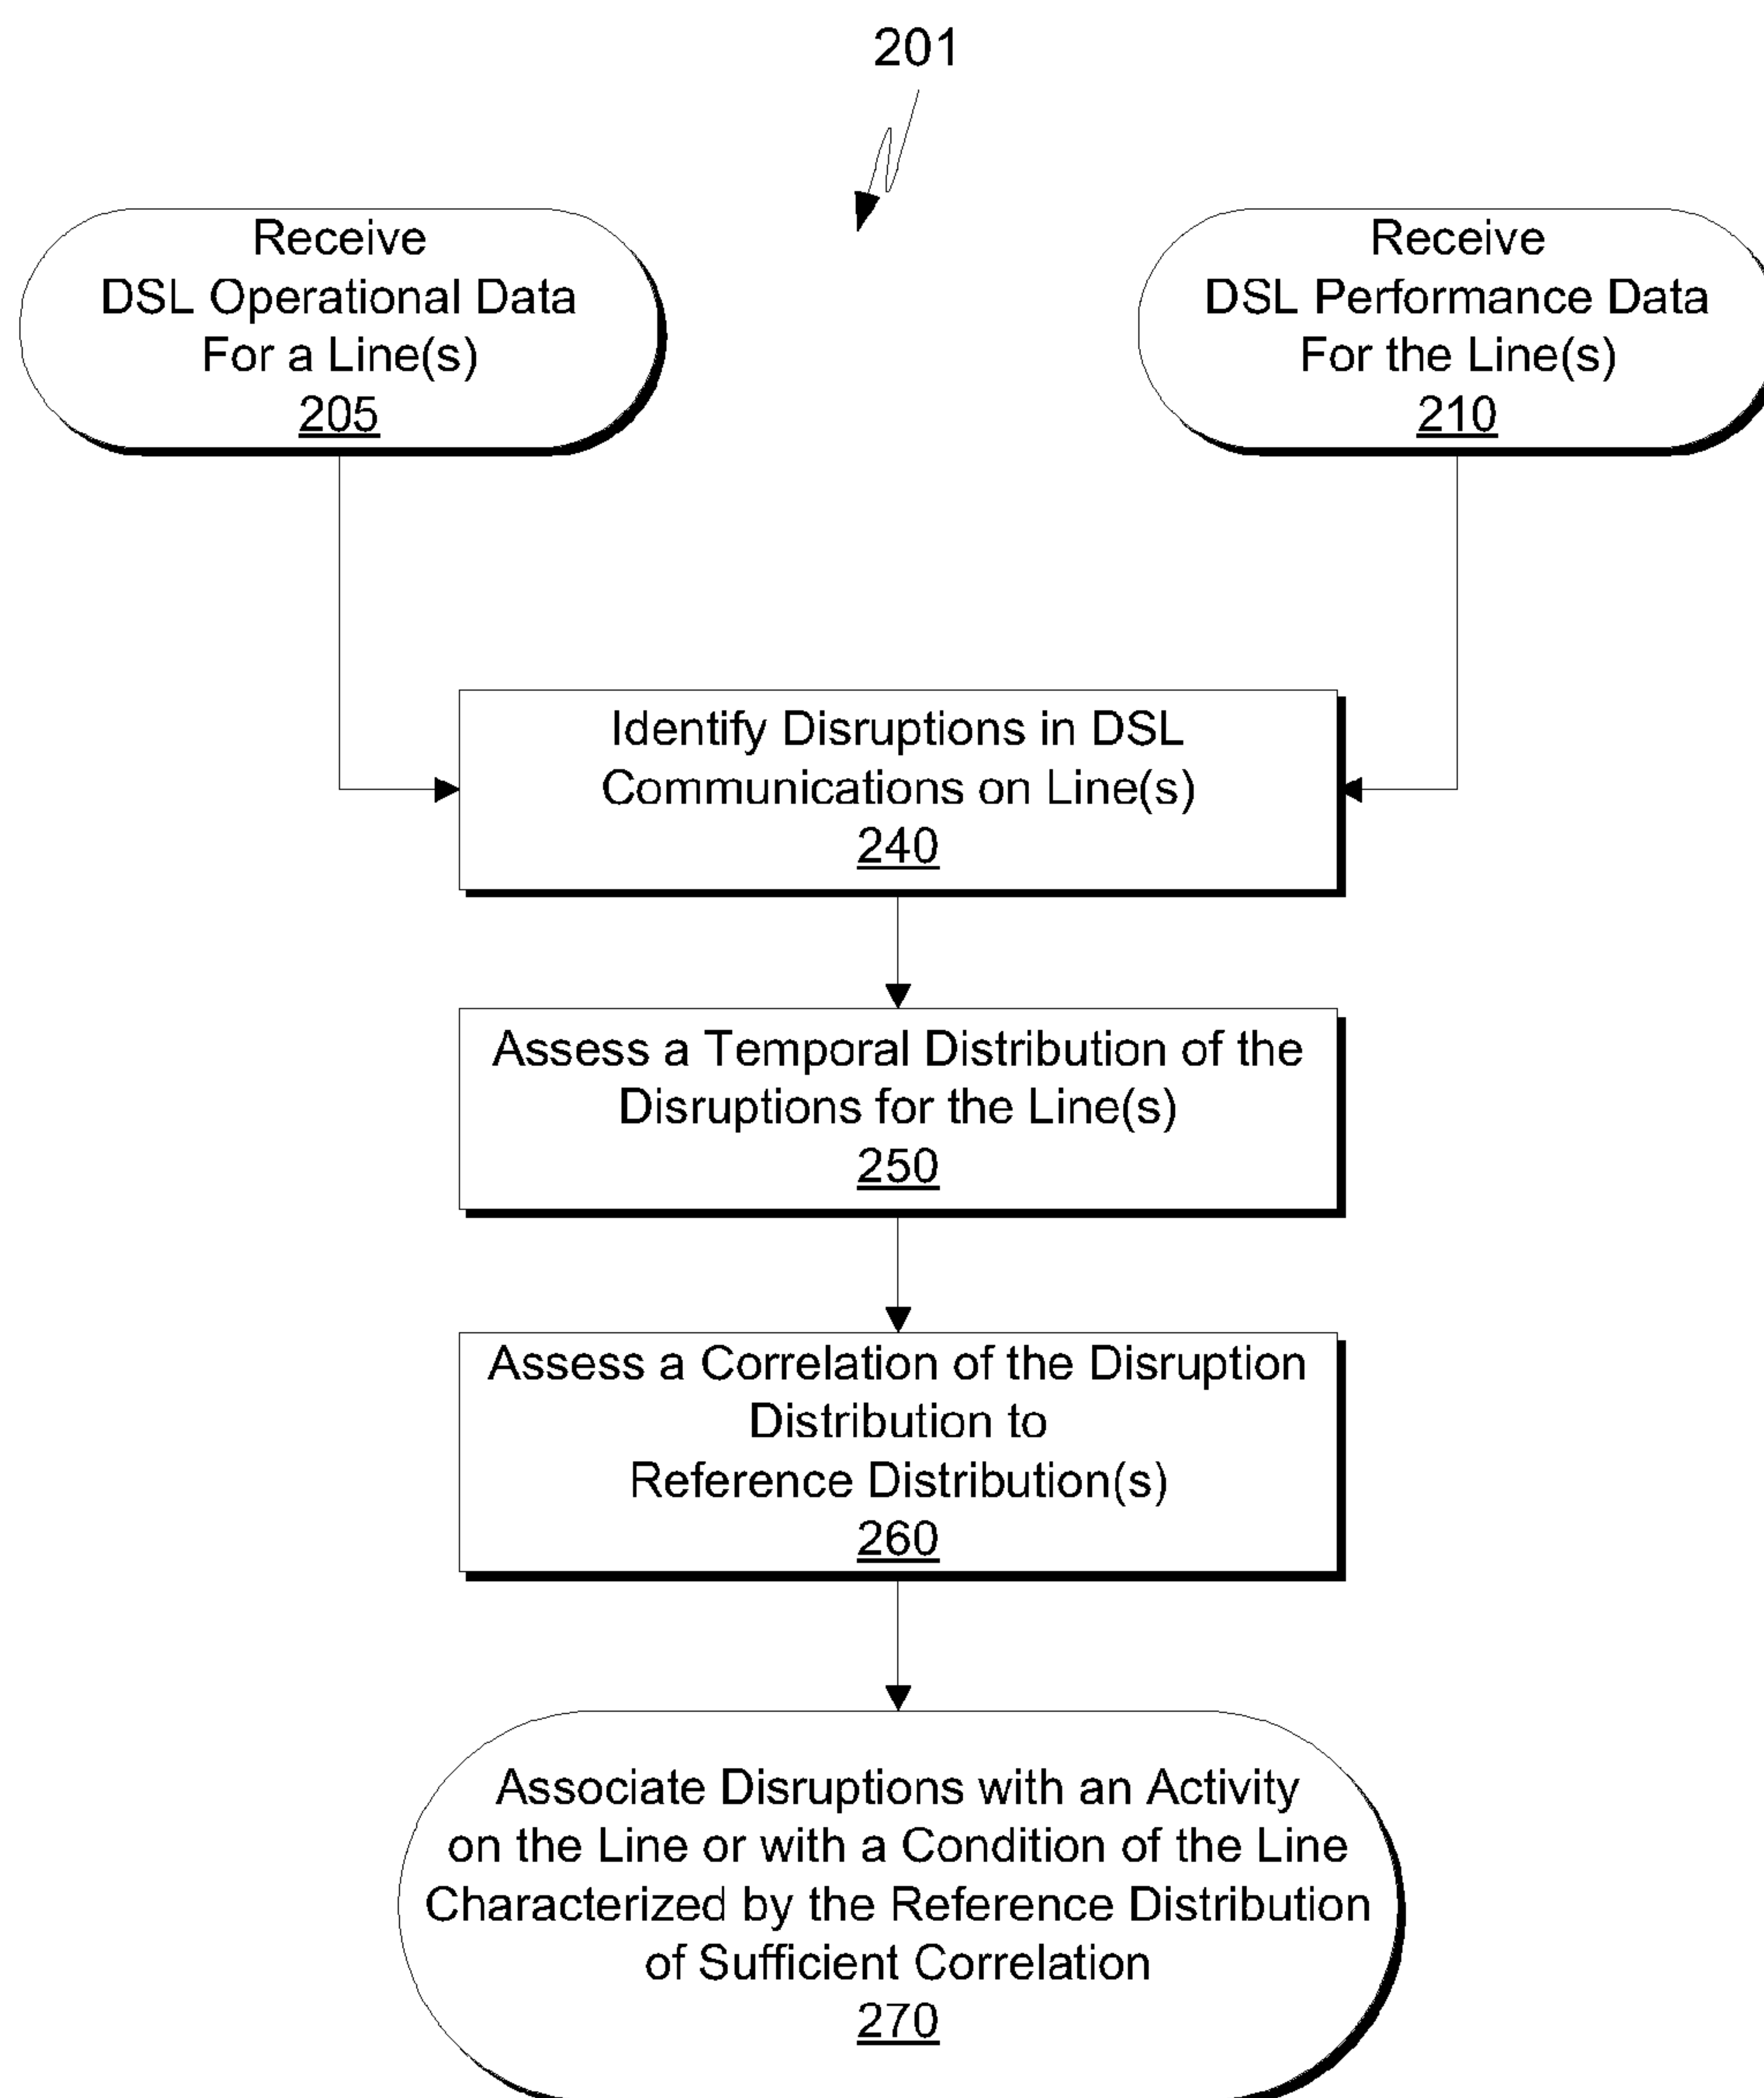 201
Receive
DSL Operational Data
For a Line(s)
205
Receive
DSL Performance Data
For the Line(s)
210
Identify Disruptions in DSL
Communications on Line(s)
240
Assess a Temporal Distribution of the
Disruptions for the Line(s)
250
Assess a Correlation of the Disruption
Distribution to
Reference Distribution(s)
260
Associate Disruptions with an Activity
on the Line or with a Condition of the Line
Characterized by the Reference Distribution
of Sufficient Correlation
270